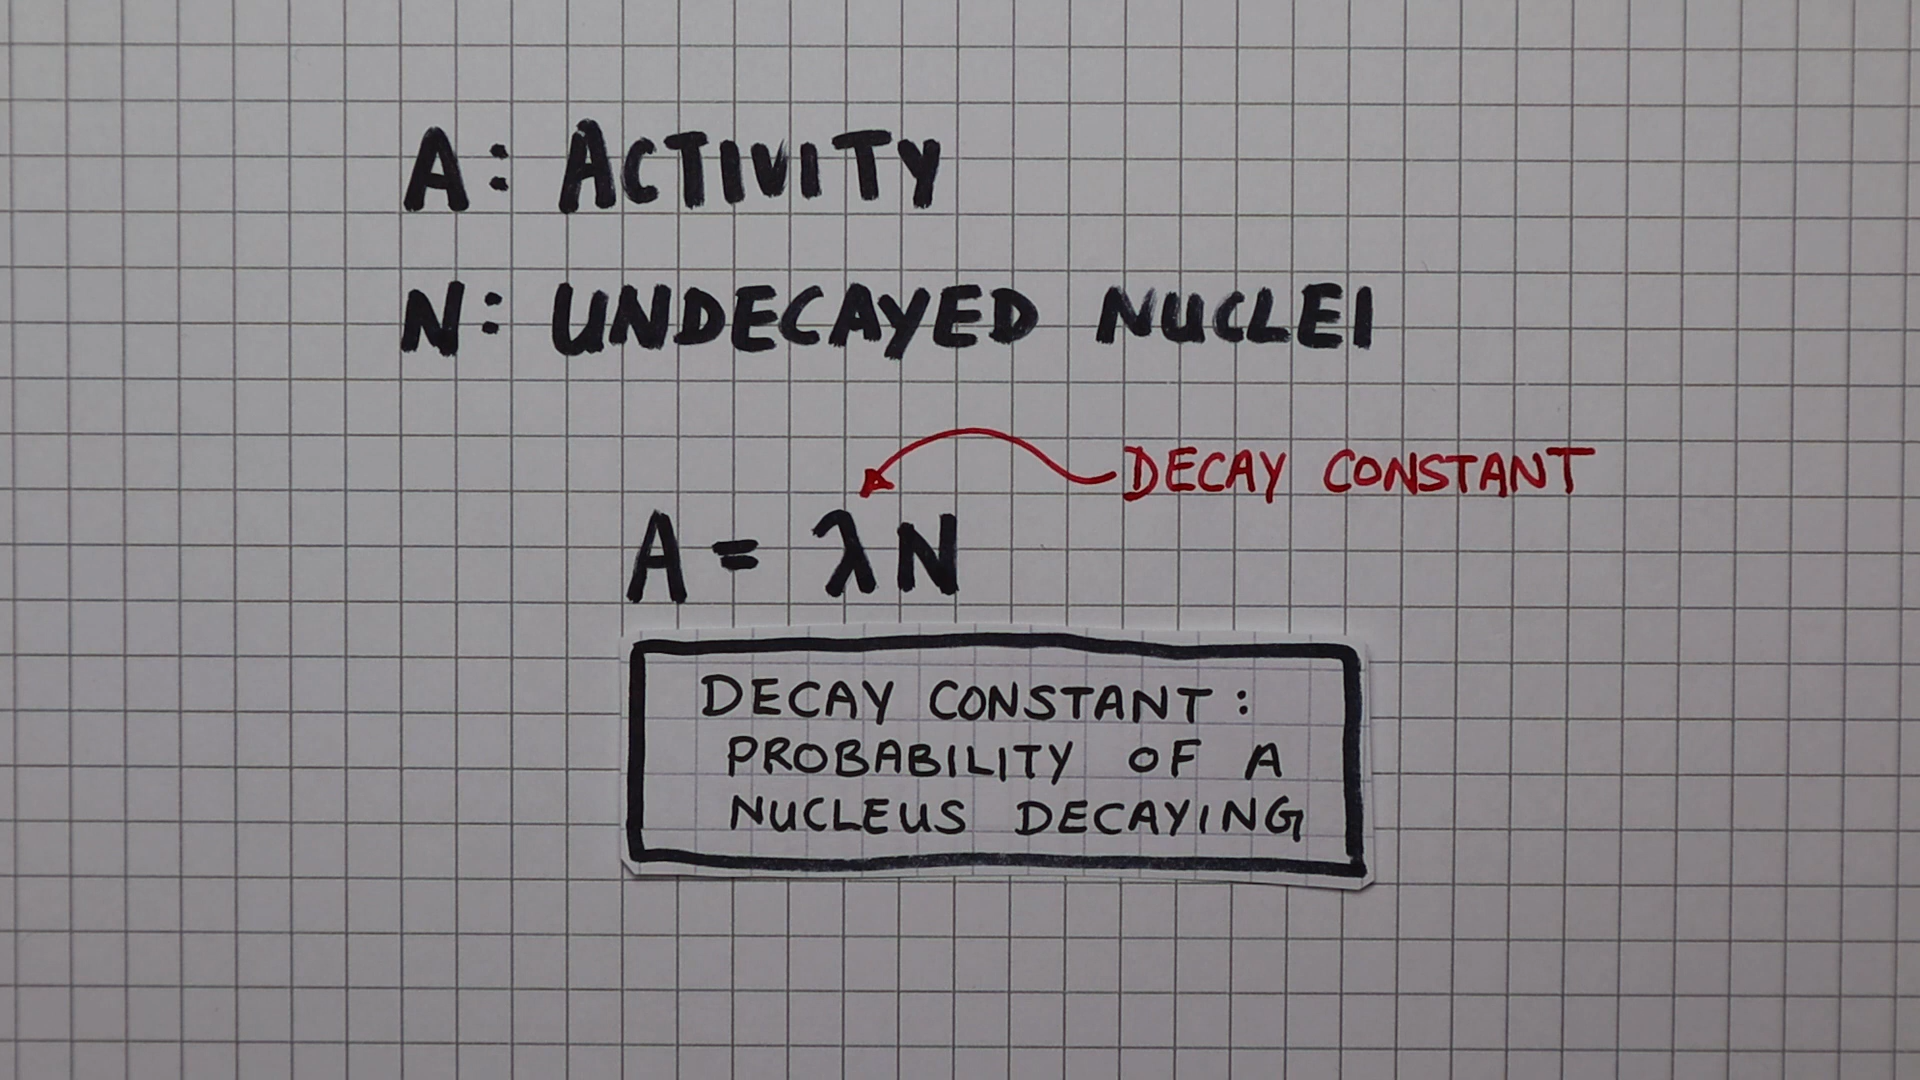 A: ACTIVITY
N: UNDECAYED NUCLEI
DECAY CONSTANT
A = λN
DECAY CONSTANT:
PROBABILITY OF A
NUCLEUS DECAYING